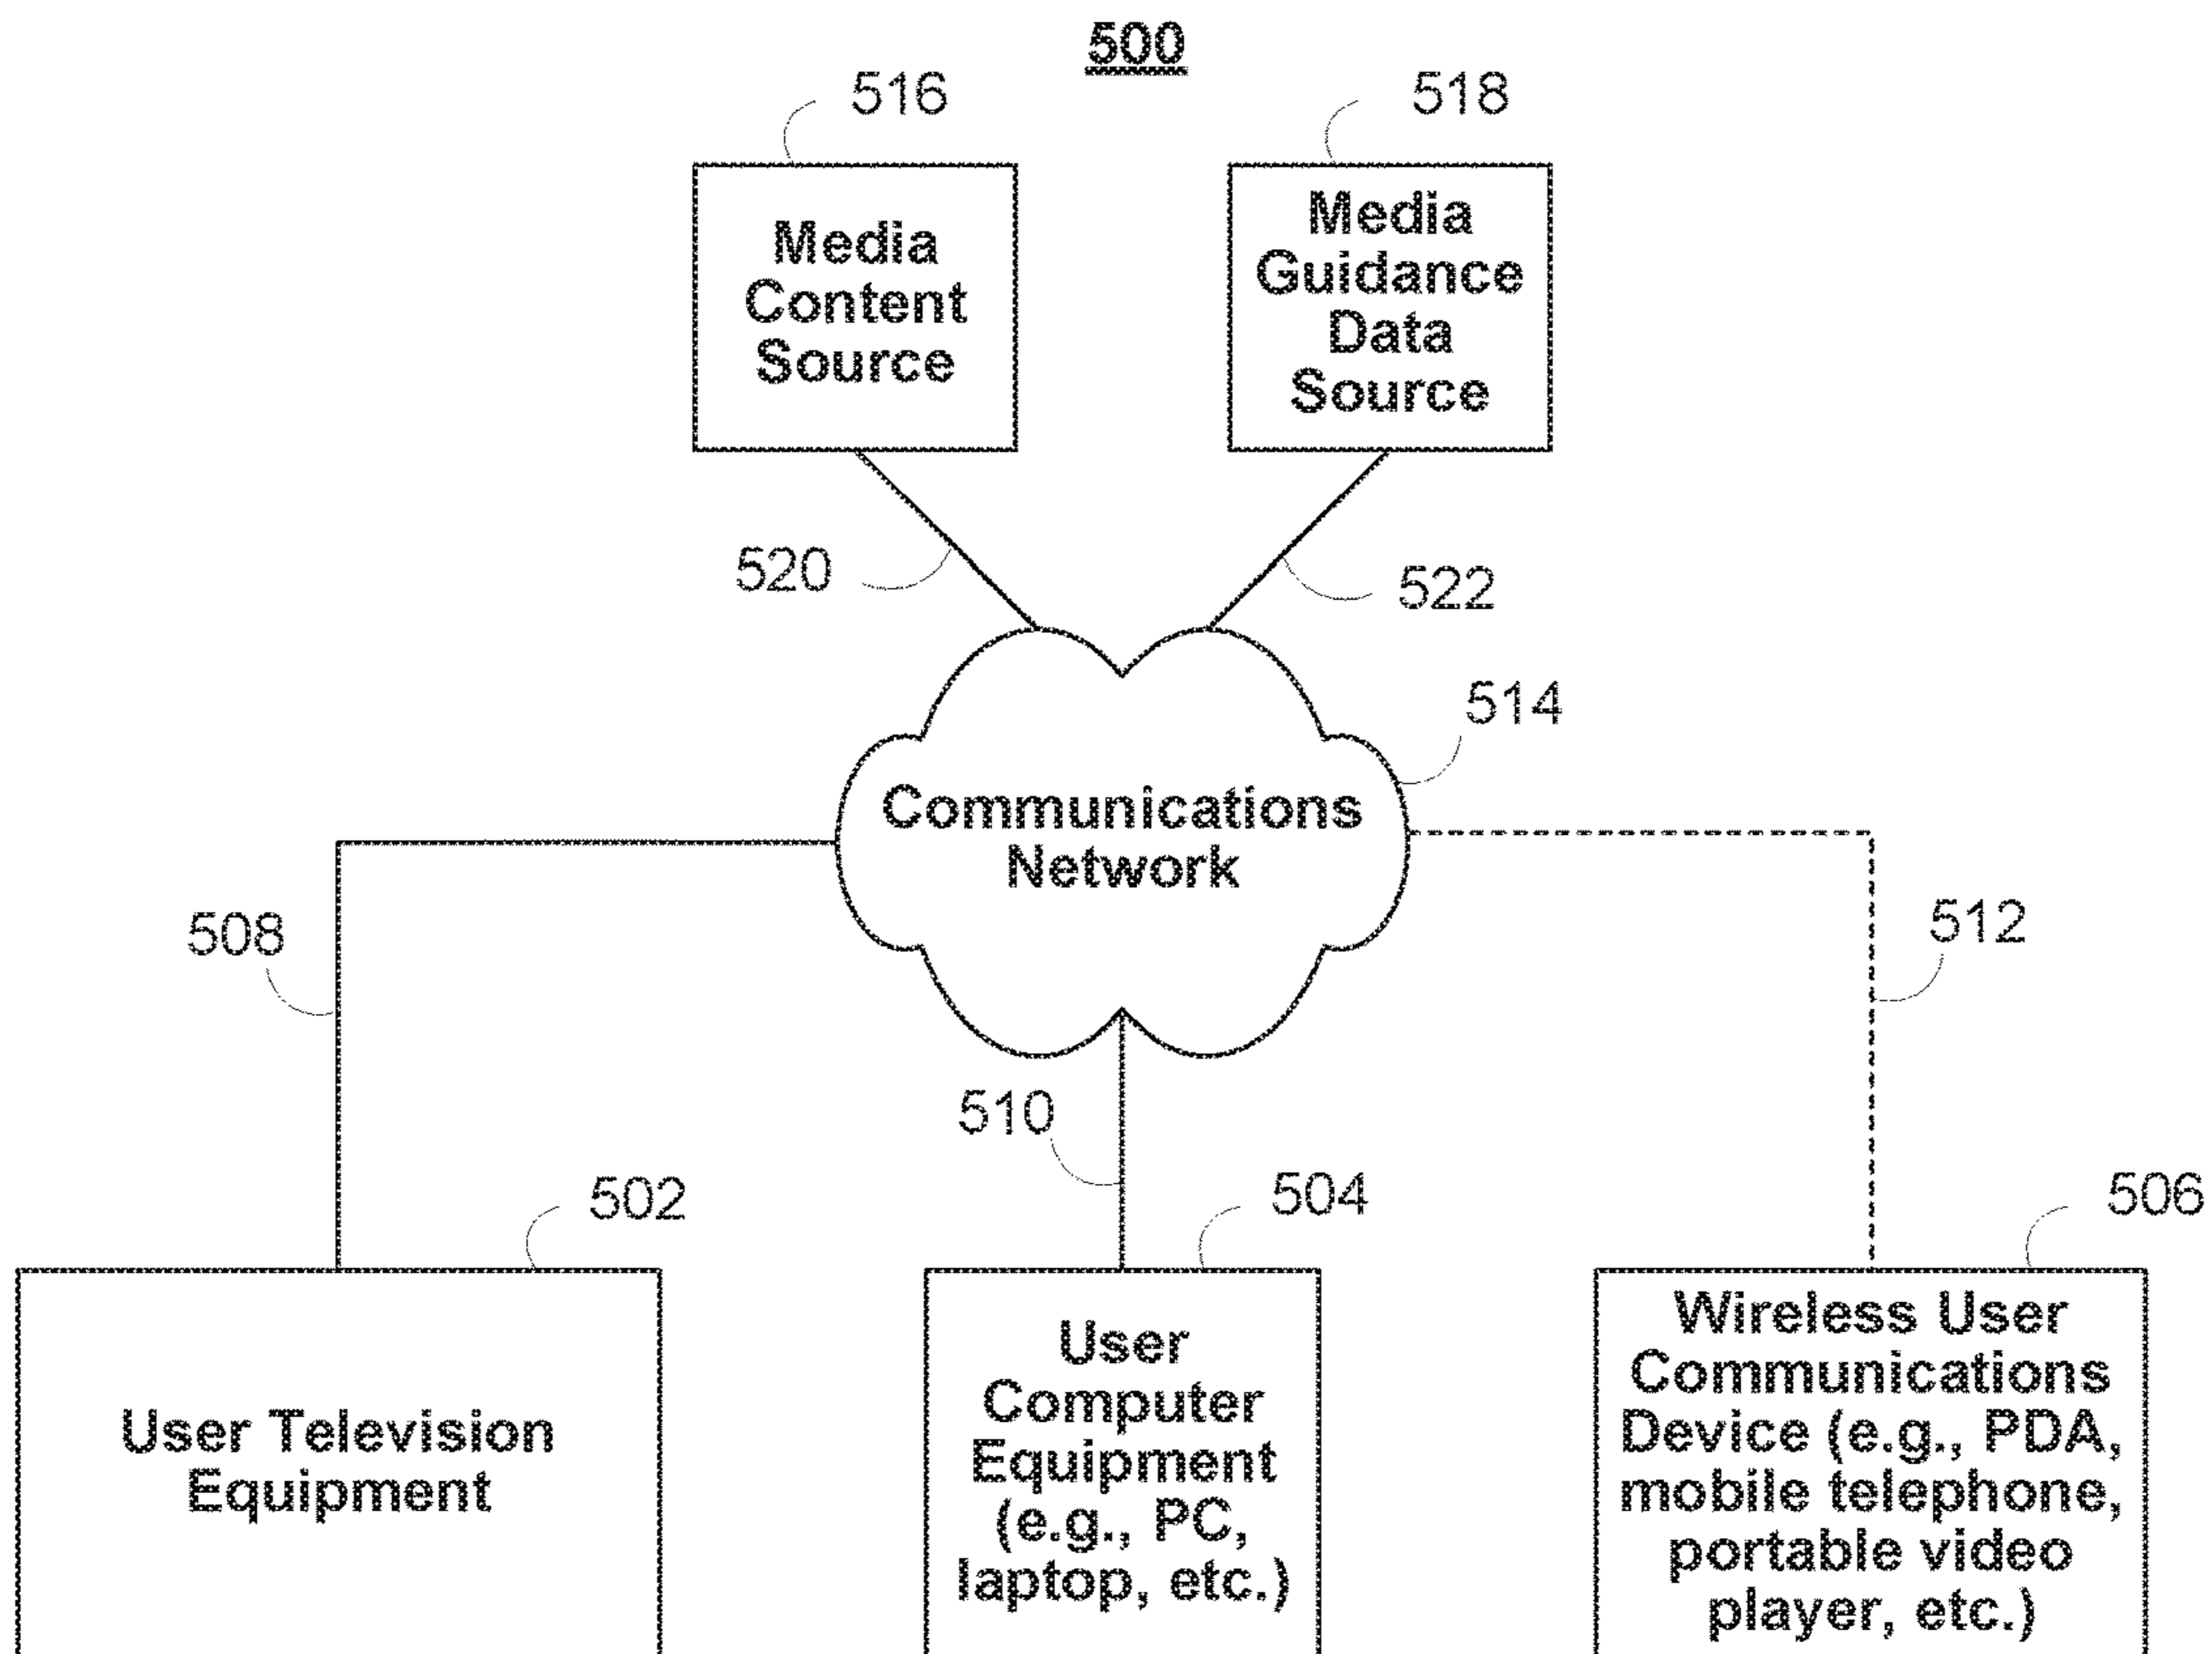 500
516
518
Media
Content
Source
Media
Guidance
Data
Source
520
522
514
Communications
Network
508
512
510
502
504
506
User Television
Equipment
User
Computer
Equipment
(e.g., PC,
laptop, etc.)
Wireless User
Communications
Device (e.g., PDA,
mobile telephone,
portable video
player, etc.)